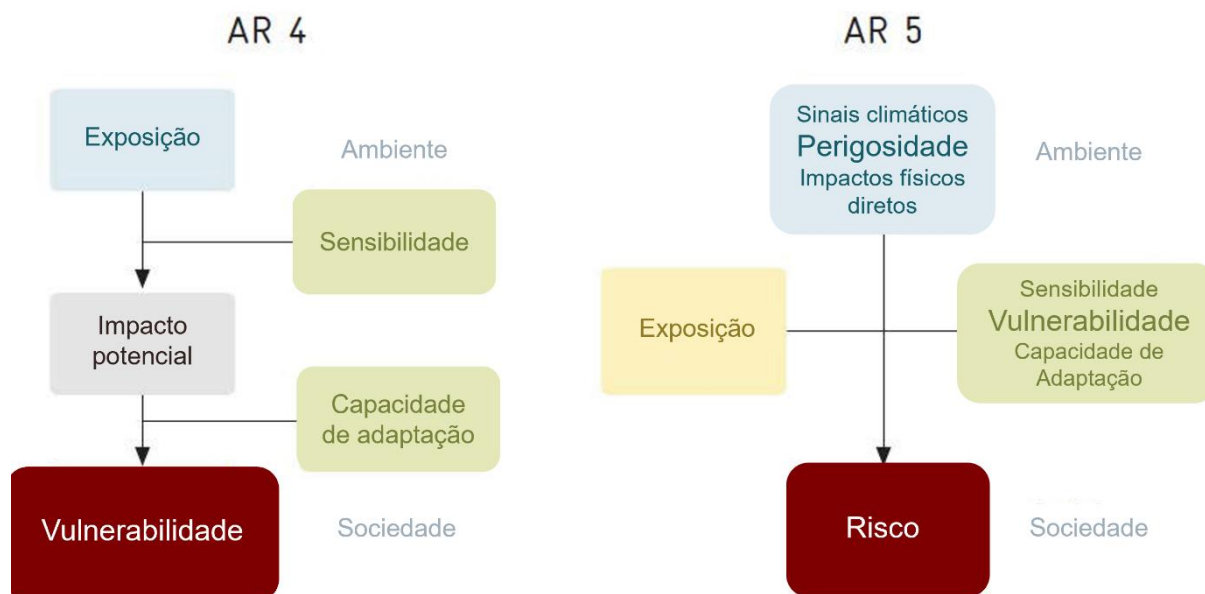 AR 4
Exposição
Ambiente
Sensibilidade
Impacto
potencial
Capacidade
de adaptação
Vulnerabilidade
Sociedade
AR 5
Sinais climáticos
Perigosidade
Impactos físicos
diretos
Ambiente
Exposição
Sensibilidade
Vulnerabilidade
Capacidade de
Adaptação
Risco
Sociedade